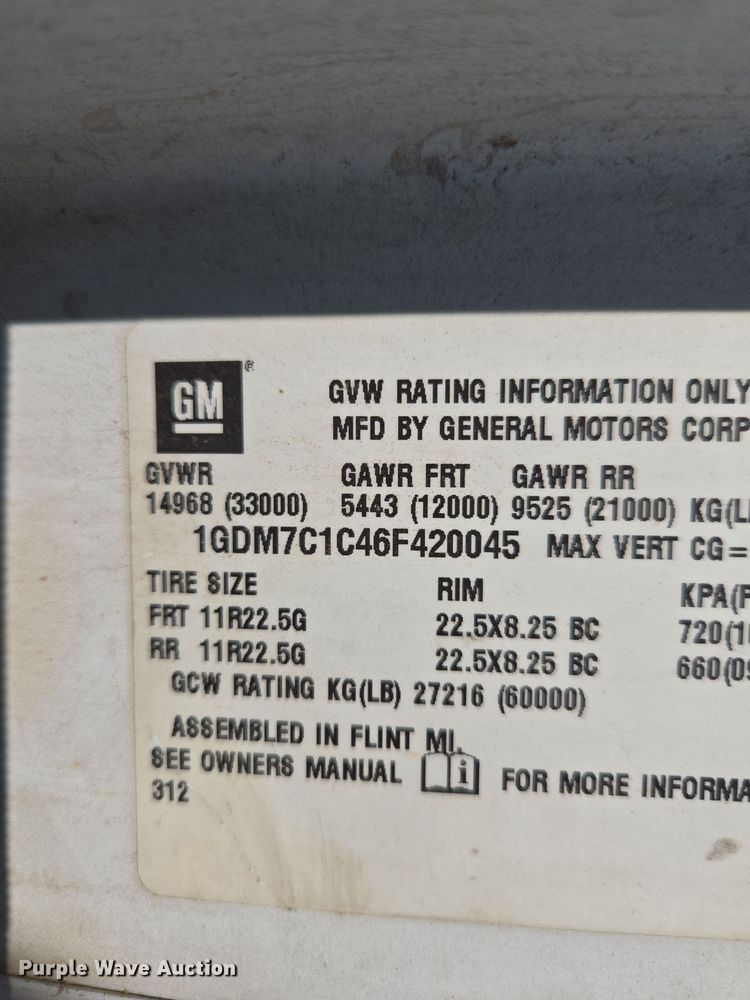 GM®
GVW RATING INFORMATION ONLY
MFD BY GENERAL MOTORS CORP
GVWR GAWR FRT GAWR RR
14968 (33000) 5443 (12000) 9525 (21000) KG(L
1GDM7C1C46F420045 MAX VERT CG=
TIRE SIZE RIM KPA(P
FRT 11R22.5G 22.5X8.25 BC 720(1
RR 11R22.5G 22.5X8.25 BC 660(09
GCW RATING KG(LB) 27216 (60000)
ASSEMBLED IN FLINT MI.
SEE OWNERS MANUAL i FOR MORE INFORMA
312
Purple Wave Auction